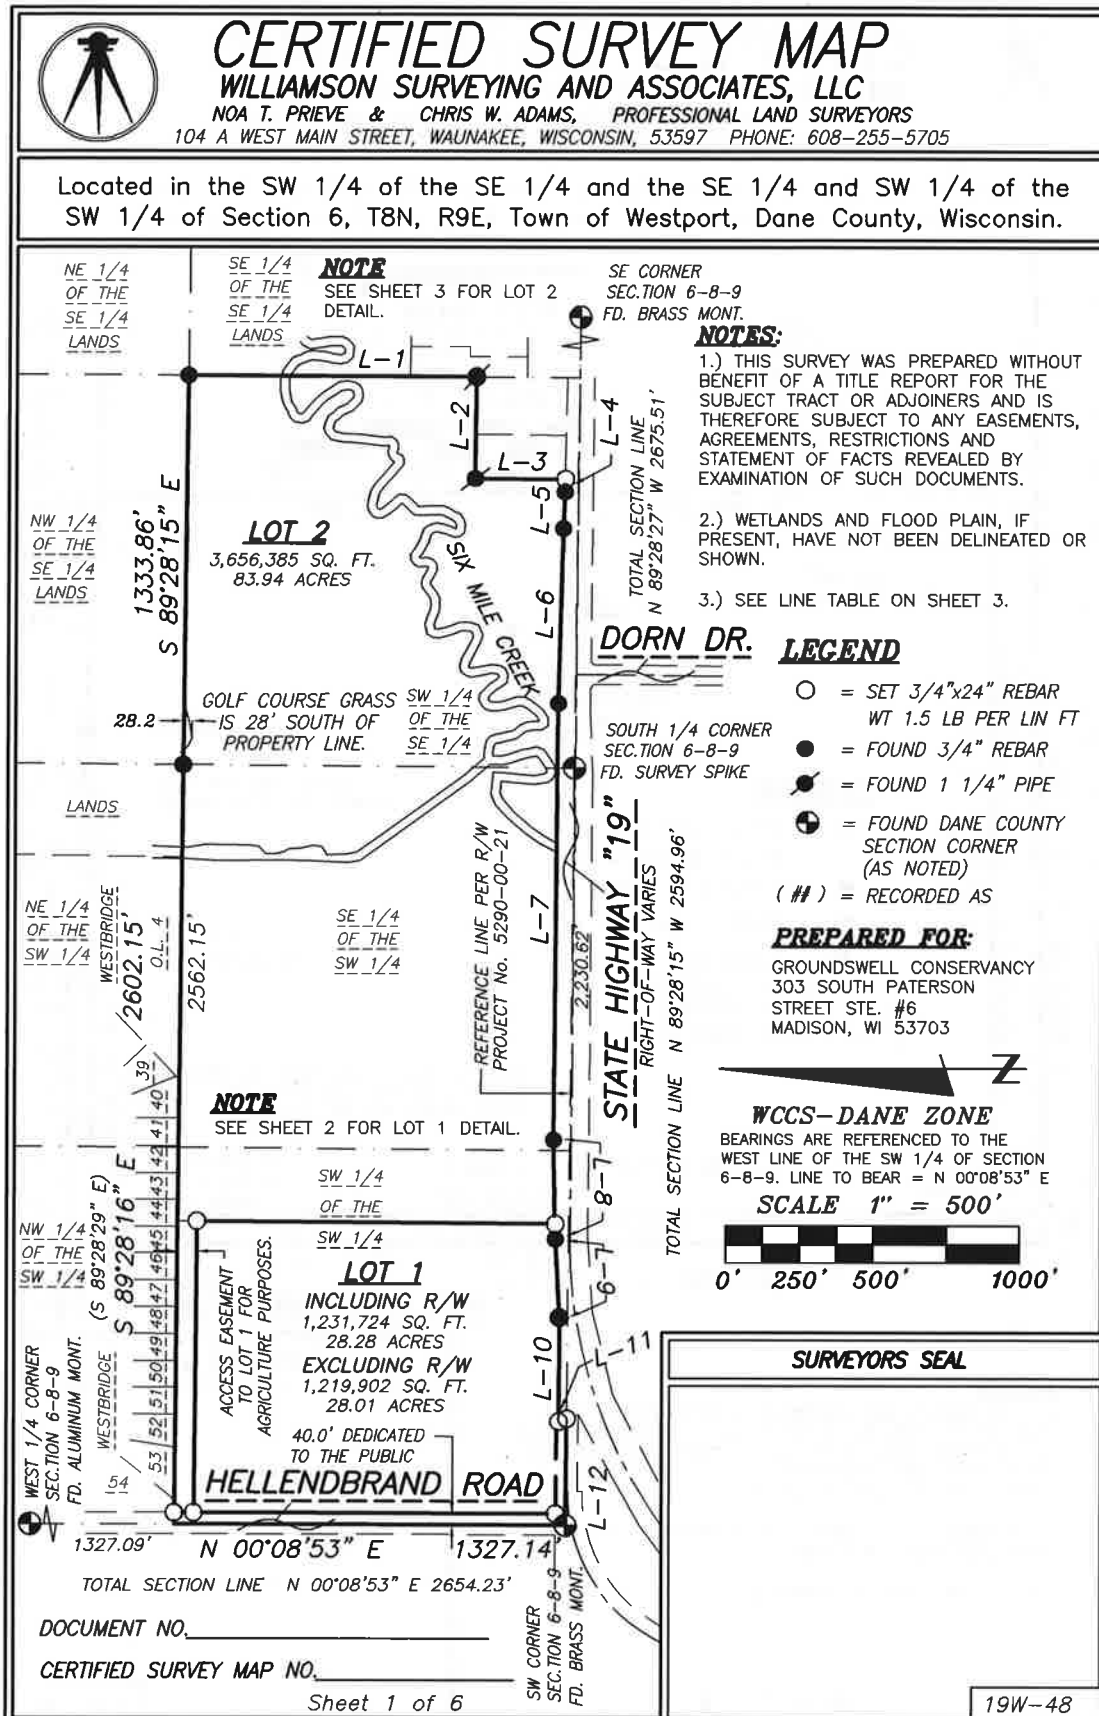 CERTIFIED SURVEY MAP
WILLIAMSON SURVEYING AND ASSOCIATES, LLC
NOA T. PRIEVE & CHRIS W. ADAMS, PROFESSIONAL LAND SURVEYORS
104 A WEST MAIN STREET, WAUNAKEE, WISCONSIN, 53597 PHONE: 608-255-5705
Located in the SW 1/4 of the SE 1/4 and the SE 1/4 and SW 1/4 of the
SW 1/4 of Section 6, T8N, R9E, Town of Westport, Dane County, Wisconsin.
NE 1/4
OF THE
SE 1/4
LANDS
SE 1/4
OF THE
SE 1/4
LANDS
NOTE
SEE SHEET 3 FOR LOT 2
DETAIL.
SE CORNER
SEC.TION 6-8-9
FD. BRASS MONT.
L-1
L-2
L-3
L-4
L-5
L-6
TOTAL SECTION LINE
N 89°28'27" W 2675.51'
NOTES:
1.) THIS SURVEY WAS PREPARED WITHOUT
BENEFIT OF A TITLE REPORT FOR THE
SUBJECT TRACT OR ADJOINERS AND IS
THEREFORE SUBJECT TO ANY EASEMENTS,
AGREEMENTS, RESTRICTIONS AND
STATEMENT OF FACTS REVEALED BY
EXAMINATION OF SUCH DOCUMENTS.
2.) WETLANDS AND FLOOD PLAIN, IF
PRESENT, HAVE NOT BEEN DELINEATED OR
SHOWN.
3.) SEE LINE TABLE ON SHEET 3.
NW 1/4
OF THE
SE 1/4
LANDS
1333.86'
S 89°28'15" E
LOT 2
3,656,385 SQ. FT.
83.94 ACRES
SIX MILE CREEK
DORN DR.
28.2
GOLF COURSE GRASS
IS 28' SOUTH OF
PROPERTY LINE.
SW 1/4
OF THE
SE 1/4
SOUTH 1/4 CORNER
SEC.TION 6-8-9
FD. SURVEY SPIKE
LEGEND
= SET 3/4"x24" REBAR
WT 1.5 LB PER LIN FT
= FOUND 3/4" REBAR
= FOUND 1 1/4" PIPE
= FOUND DANE COUNTY
SECTION CORNER
(AS NOTED)
( ## ) = RECORDED AS
LANDS
NE 1/4
OF THE
SW 1/4
WESTBRIDGE
O.L. 4
2602.15'
2562.15'
SE 1/4
OF THE
SW 1/4
REFERENCE LINE PER R/W
PROJECT No. 5290-00-21
L-7
2,230.62'
STATE HIGHWAY "19"
RIGHT-OF-WAY VARIES
TOTAL SECTION LINE N 89°28'15" W 2594.96'
PREPARED FOR:
GROUNDSWELL CONSERVANCY
303 SOUTH PATERSON
STREET STE. #6
MADISON, WI 53703
Z
WCCS-DANE ZONE
BEARINGS ARE REFERENCED TO THE
WEST LINE OF THE SW 1/4 OF SECTION
6-8-9. LINE TO BEAR = N 00°08'53" E
SCALE 1" = 500'
0' 250' 500' 1000'
NOTE
SEE SHEET 2 FOR LOT 1 DETAIL.
39
40
41
42
43
44
45
46
47
48
49
50
51
52
53
54
WESTBRIDGE
(S 89°28'29" E)
S 89°28'16" E
NW 1/4
OF THE
SW 1/4
SW 1/4
OF THE
SW 1/4
L-8
L-9
L-10
L-11
L-12
ACCESS EASEMENT
TO LOT 1 FOR
AGRICULTURE PURPOSES.
LOT 1
INCLUDING R/W
1,231,724 SQ. FT.
28.28 ACRES
EXCLUDING R/W
1,219,902 SQ. FT.
28.01 ACRES
40.0' DEDICATED
TO THE PUBLIC
HELLENDBRAND ROAD
WEST 1/4 CORNER
SEC.TION 6-8-9
FD. ALUMINUM MONT.
1327.09'
N 00°08'53" E
1327.14'
TOTAL SECTION LINE N 00°08'53" E 2654.23'
SW CORNER
SEC.TION 6-8-9
FD. BRASS MONT.
SURVEYORS SEAL
DOCUMENT NO.
CERTIFIED SURVEY MAP NO.
Sheet 1 of 6
19W-48